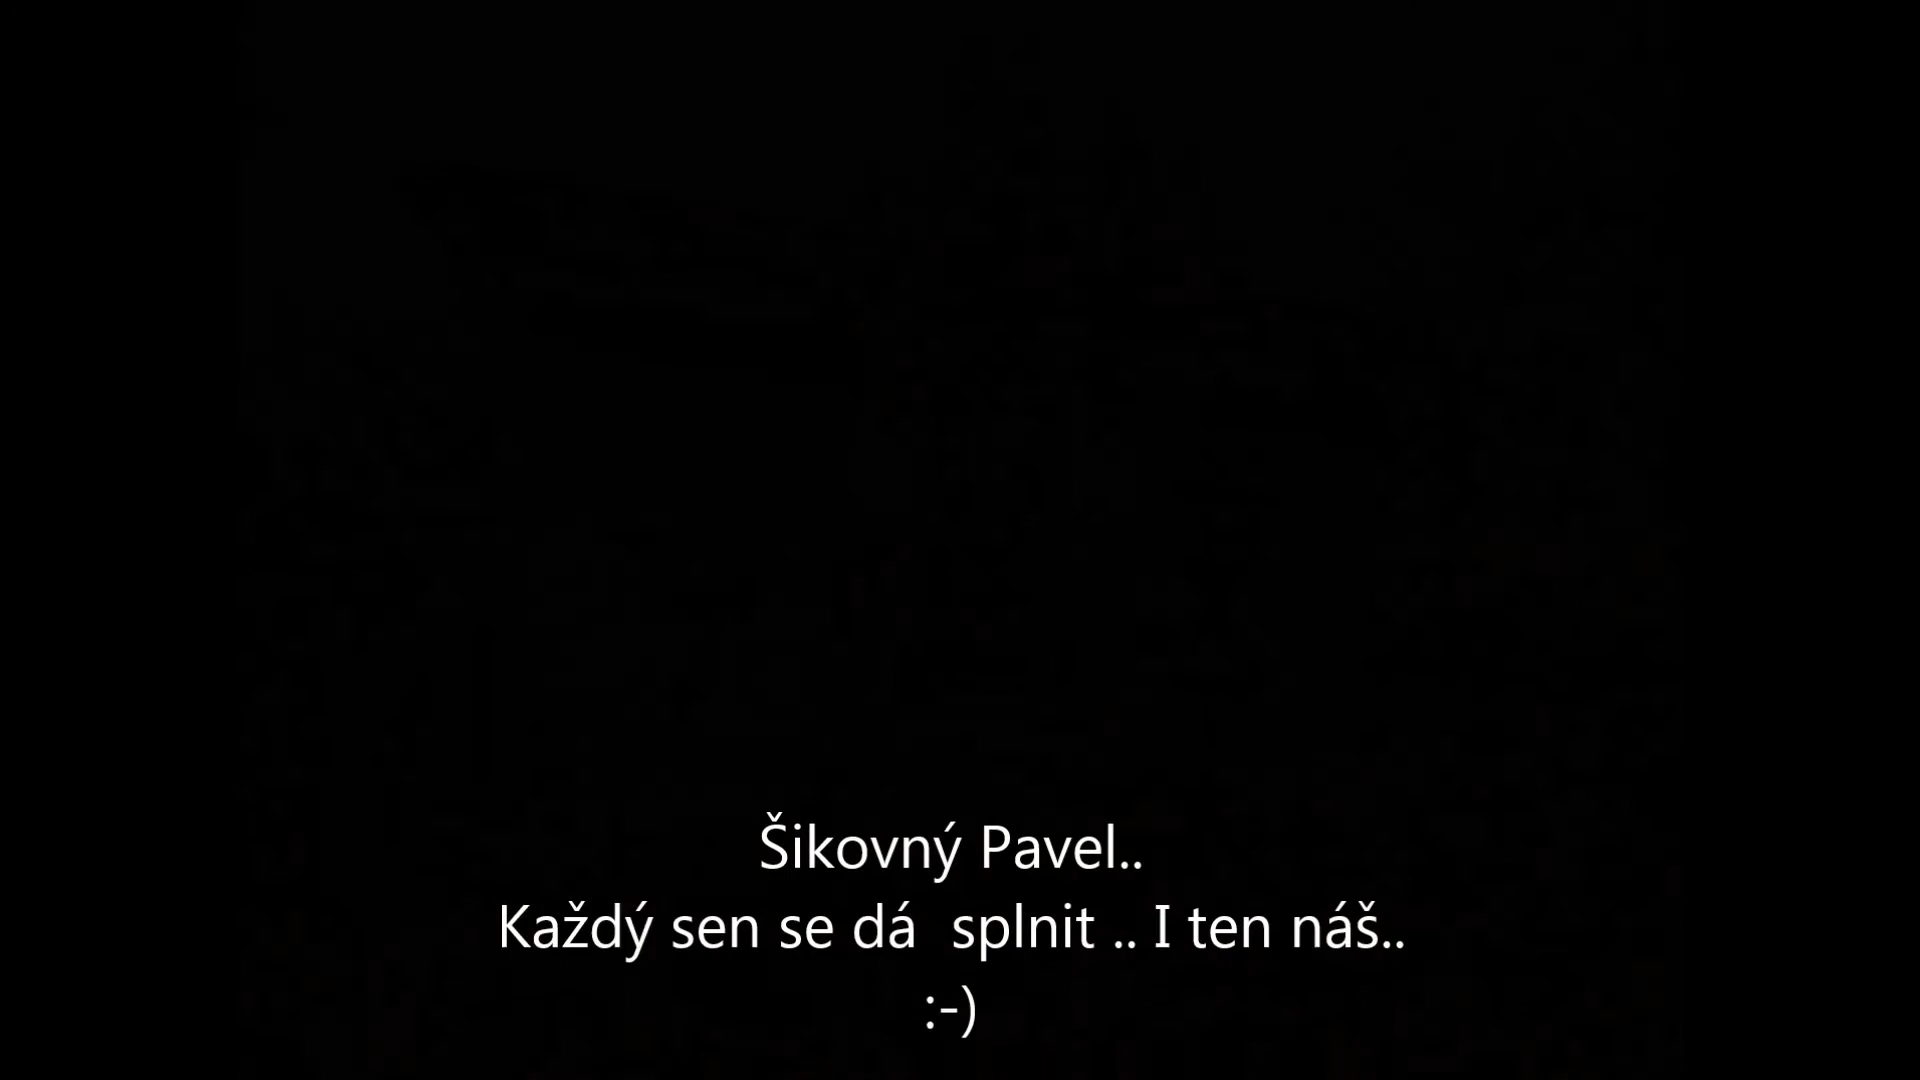 Šikovný Pavel..
Každý sen se dá  splnit .. I ten náš..
:-)